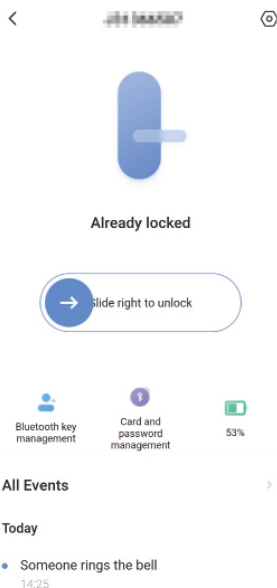 Already locked
Slide right to unlock
Bluetooth key
management
Card and
password
management
53%
All Events
Today
Someone rings the bell
14:25